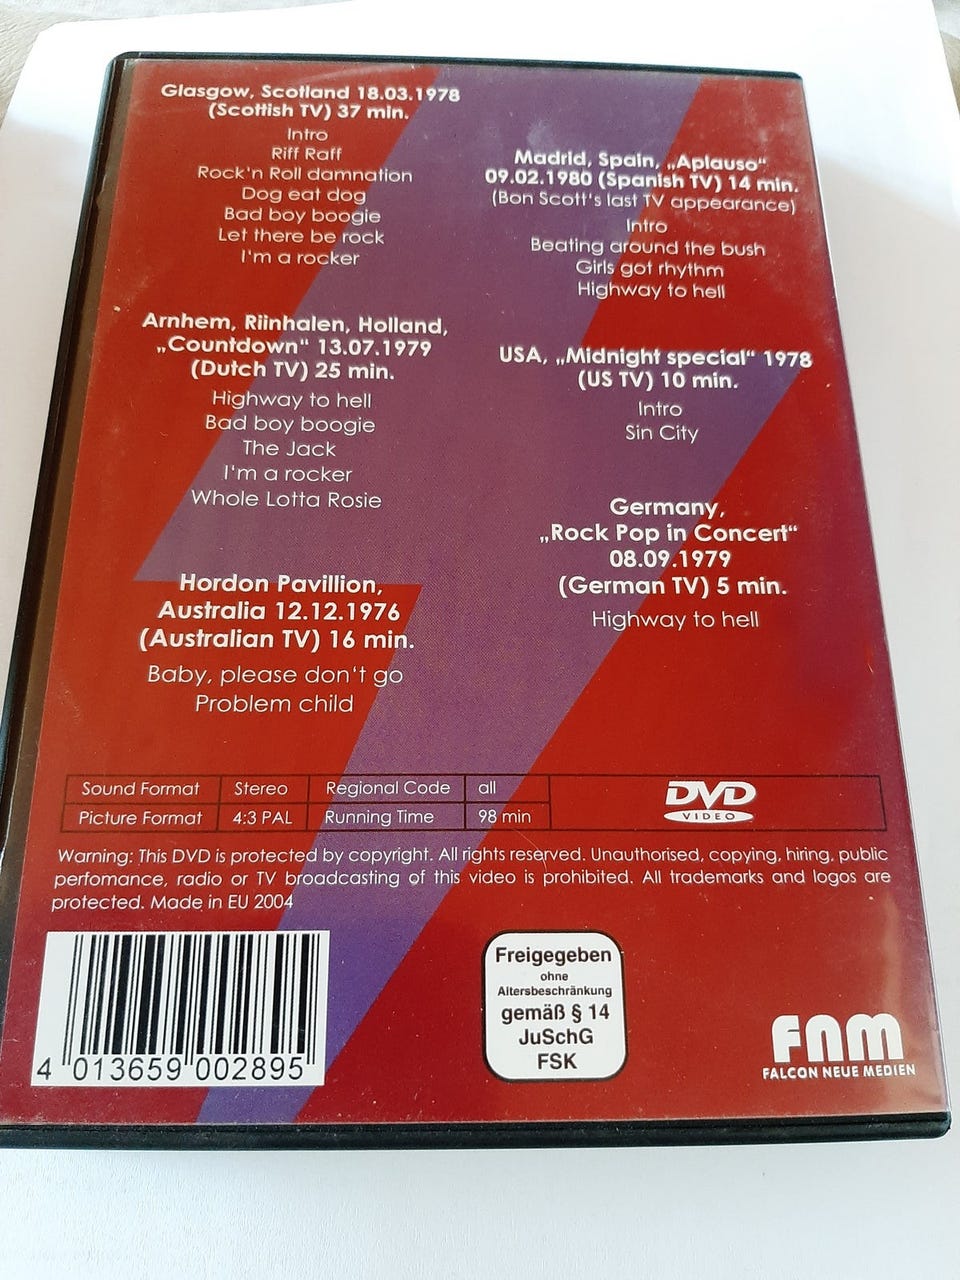 Glasgow, Scotland 18.03.1978
(Scottish TV) 37 min.
Intro
Riff Raff
Rock'n Roll damnation
Dog eat dog
Bad boy boogie
Let there be rock
I'm a rocker
Arnhem, Riinhalen, Holland,
„Countdown“ 13.07.1979
(Dutch TV) 25 min.
Highway to hell
Bad boy boogie
The Jack
I'm a rocker
Whole Lotta Rosie
Hordon Pavillion,
Australia 12.12.1976
(Australian TV) 16 min.
Baby, please don't go
Problem child
Madrid, Spain, „Aplauso“
09.02.1980 (Spanish TV) 14 min.
(Bon Scott's last TV appearance)
Intro
Beating around the bush
Girls got rhythm
Highway to hell
USA, „Midnight special“ 1978
(US TV) 10 min.
Intro
Sin City
Germany,
„Rock Pop in Concert“
08.09.1979
(German TV) 5 min.
Highway to hell
Sound Format Stereo Regional Code all
Picture Format 4:3 PAL Running Time 98 min
DVD
VIDEO
Warning: This DVD is protected by copyright. All rights reserved. Unauthorised, copying, hiring, public
perfomance, radio or TV broadcasting of this video is prohibited. All trademarks and logos are
protected. Made in EU 2004
4 013659 002895
Freigegeben
ohne
Altersbeschränkung
gemäß § 14
JuSchG
FSK
FNM
FALCON NEUE MEDIEN